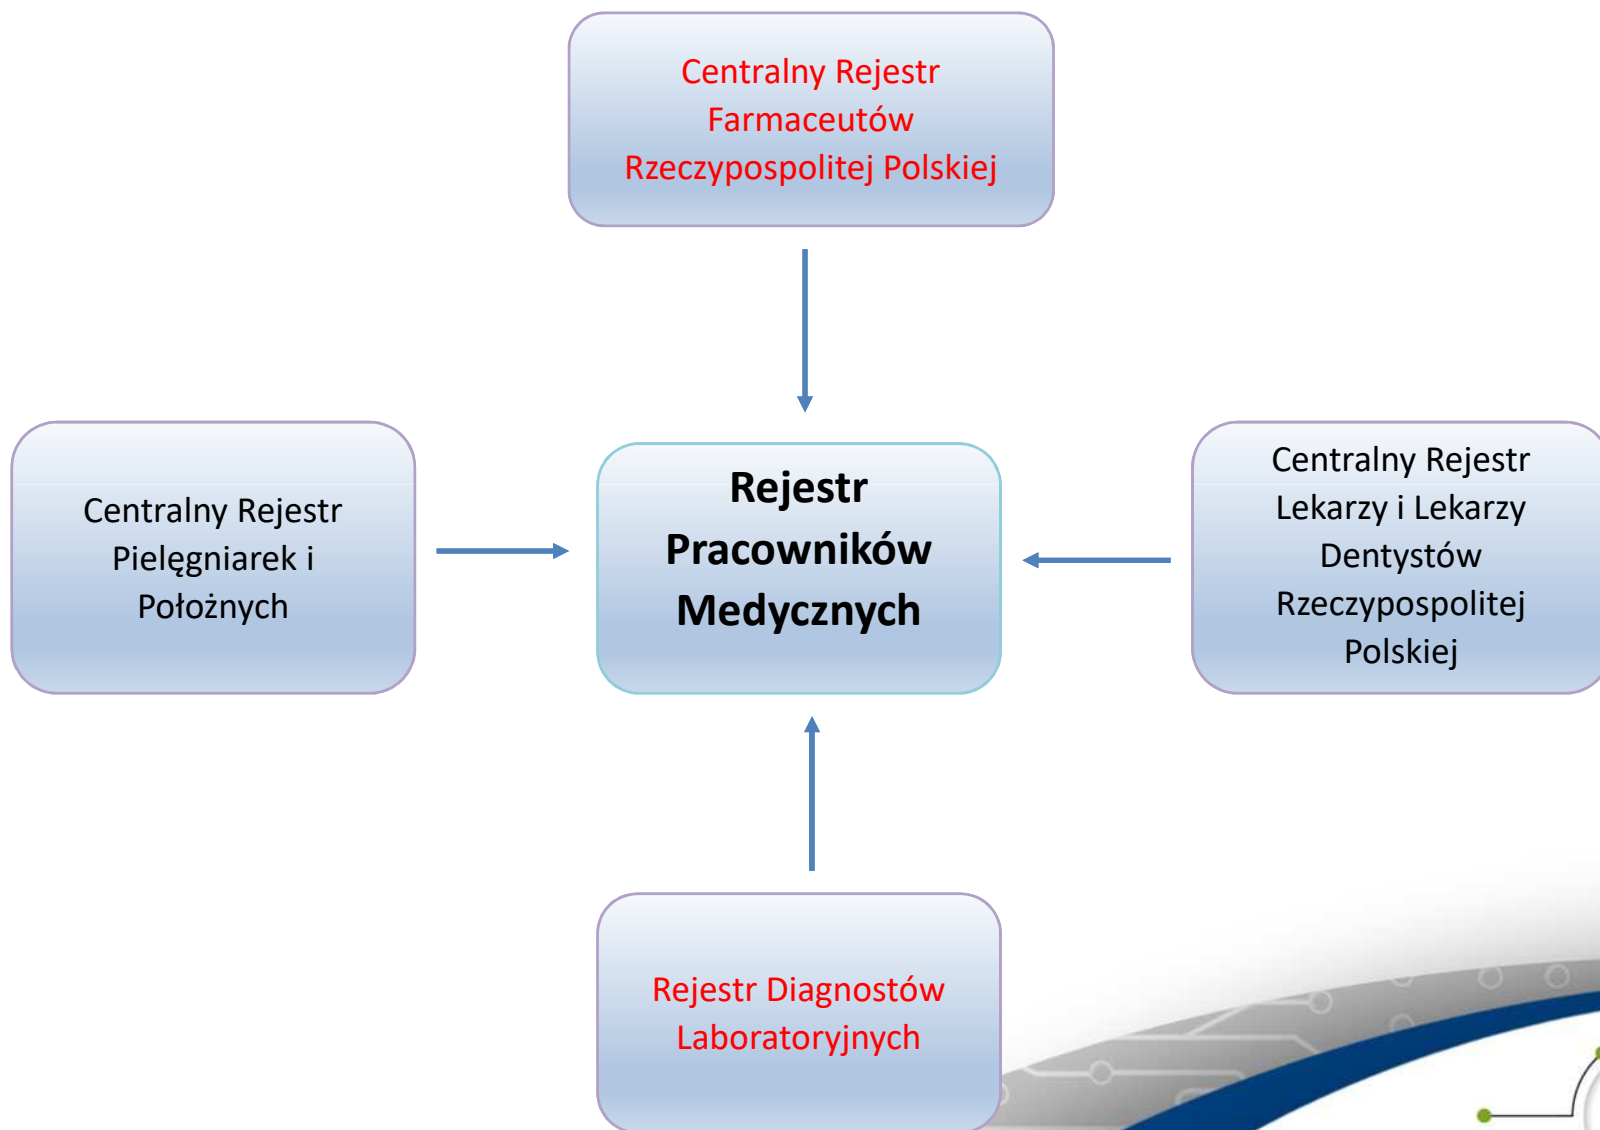 Centralny Rejestr
Farmaceutów
Rzeczypospolitej Polskiej
Centralny Rejestr
Pielęgniarek i
Położnych
Rejestr
Pracowników
Medycznych
Centralny Rejestr
Lekarzy i Lekarzy
Dentystów
Rzeczypospolitej
Polskiej
Rejestr Diagnostów
Laboratoryjnych